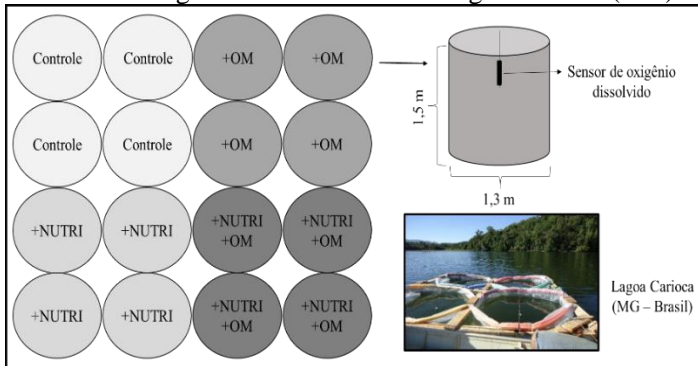 Controle Controle +OM +OM
Controle Controle +OM +OM
+NUTRI +NUTRI +NUTRI +OM +NUTRI +OM
+NUTRI +NUTRI +NUTRI +OM +NUTRI +OM
1,5 m
Sensor de oxigênio
dissolvido
1,3 m
Lagoa Carioca
(MG – Brasil)